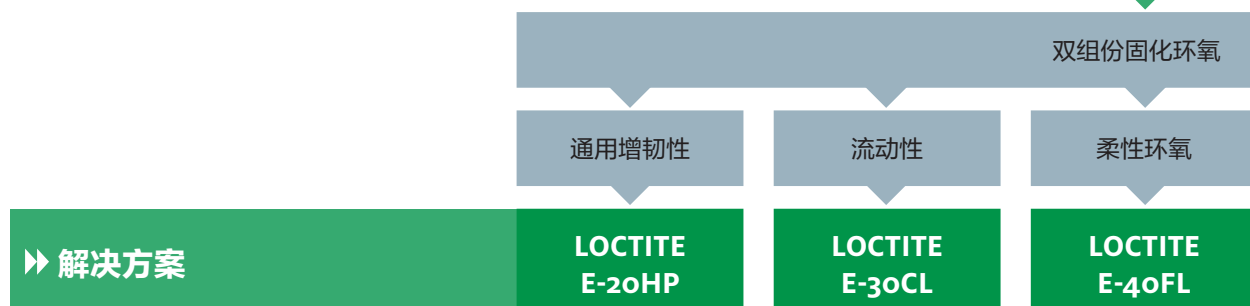 双组份固化环氧
通用增韧性
流动性
柔性环氧
解决方案
LOCTITE
E-20HP
LOCTITE
E-30CL
LOCTITE
E-40FL